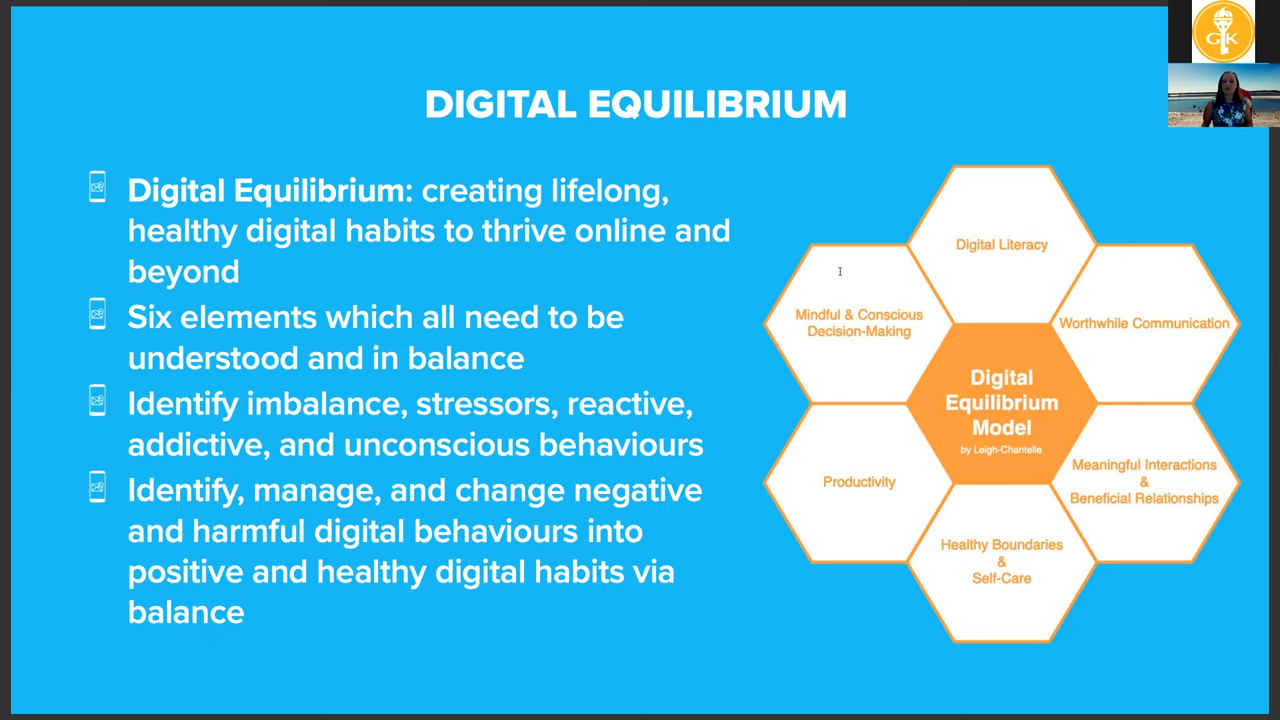 DIGITAL EQUILIBRIUM
Digital Equilibrium: creating lifelong,
healthy digital habits to thrive online and
beyond
Six elements which all need to be
understood and in balance
Identify imbalance, stressors, reactive,
addictive, and unconscious behaviours
Identify, manage, and change negative
and harmful digital behaviours into
positive and healthy digital habits via
balance
Digital Literacy
Mindful & Conscious
Decision-Making
Worthwhile Communication
Digital
Equilibrium
Model
by Leigh-Chantelle
Productivity
Meaningful Interactions
&
Beneficial Relationships
Healthy Boundaries
&
Self-Care
GK